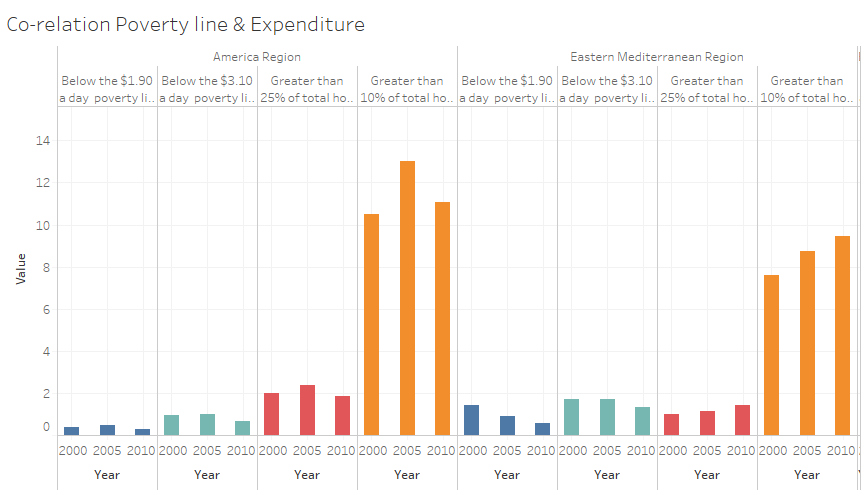 Co-relation Poverty line & Expenditure
America Region Eastern Mediterranean Region
Below the $1.90 Below the $3.10 Greater than Greater than Below the $1.90 Below the $3.10 Greater than Greater than
a day poverty li.. a day poverty li.. 25% of total ho.. 10% of total ho.. a day poverty li.. a day poverty li.. 25% of total ho.. 10% of total ho..
14
12
10
8
Value
6
4
2
0
2000 2005 2010 2000 2005 2010 2000 2005 2010 2000 2005 2010 2000 2005 2010 2000 2005 2010 2000 2005 2010 2000 2005 2010
Year Year Year Year Year Year Year Year